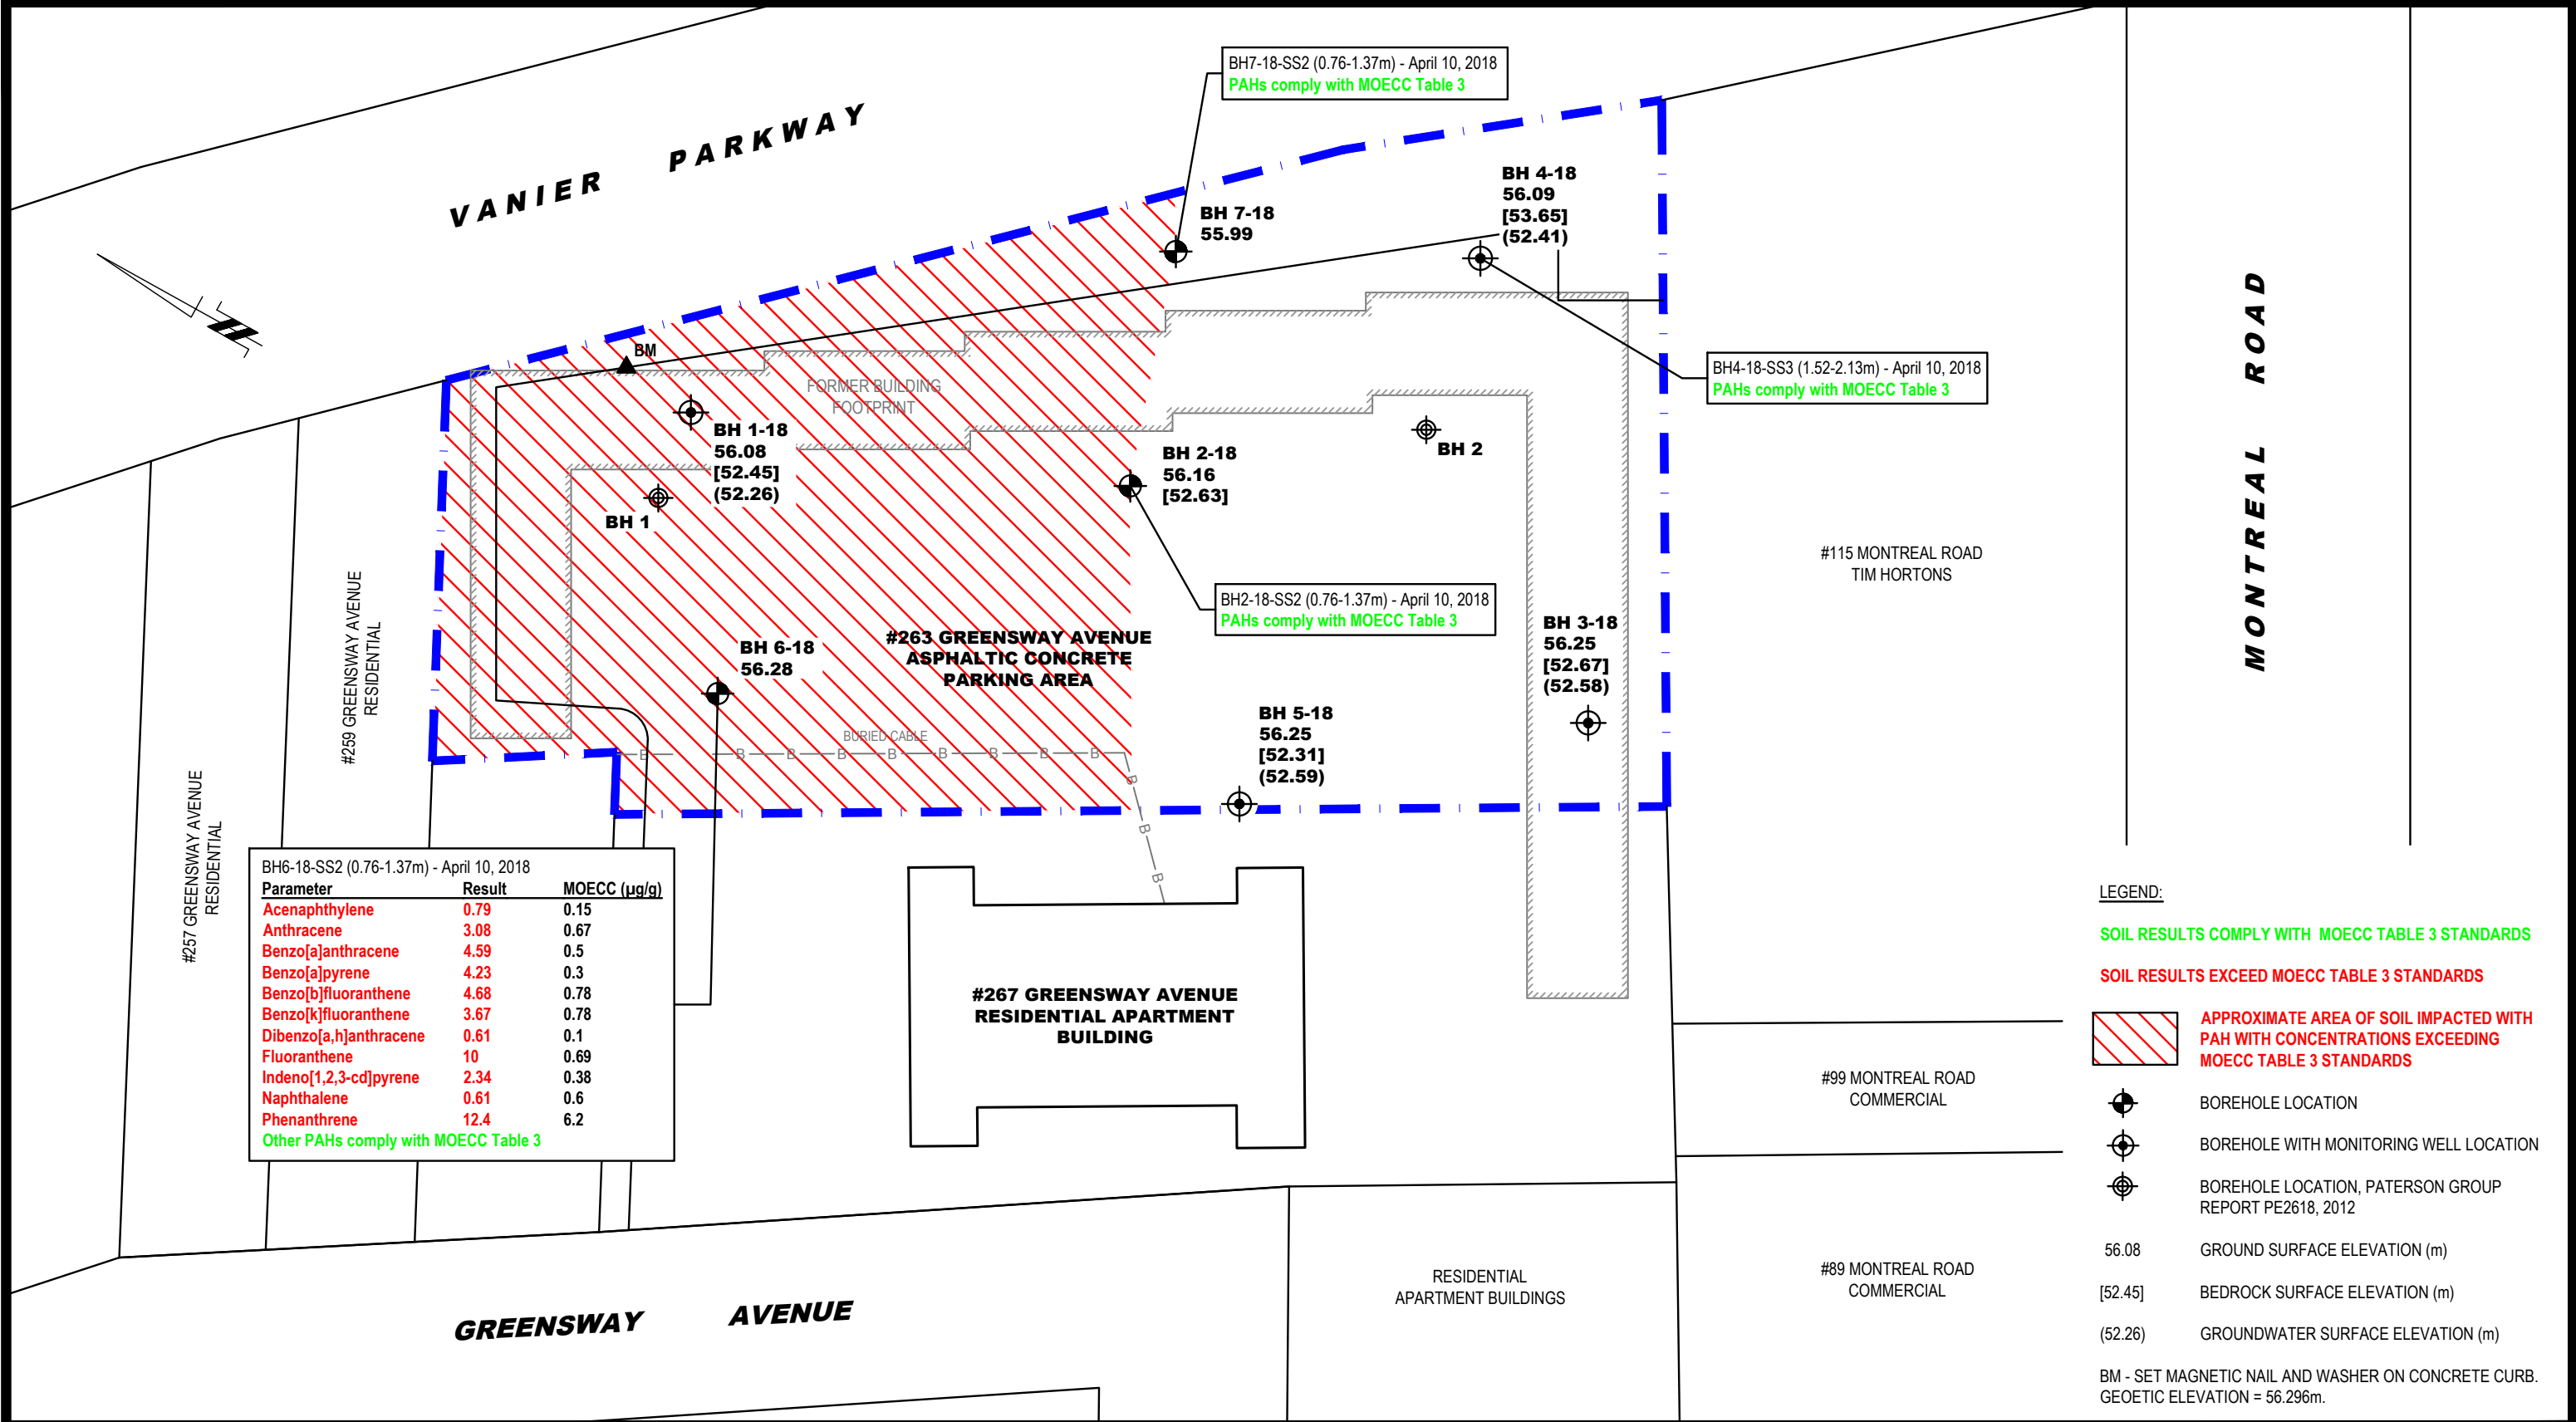 BH7-18-SS2 (0.76-1.37m) - April 10, 2018
PAHs comply with MOECC Table 3
VANIER PARKWAY
BH 4-18
56.09
[53.65]
(52.41)
BH 7-18
55.99
BM
BH4-18-SS3 (1.52-2.13m) - April 10, 2018
PAHs comply with MOECC Table 3
FORMER BUILDING
FOOTPRINT
BH 1-18
56.08
[52.45]
(52.26)
BH 1
BH 2-18
56.16
[52.63]
BH 2
MONTREAL ROAD
#115 MONTREAL ROAD
TIM HORTONS
BH2-18-SS2 (0.76-1.37m) - April 10, 2018
PAHs comply with MOECC Table 3
#259 GREENSWAY AVENUE
RESIDENTIAL
BH 6-18
56.28
#263 GREENSWAY AVENUE
ASPHALTIC CONCRETE
PARKING AREA
BH 3-18
56.25
[52.67]
(52.58)
BH 5-18
56.25
[52.31]
(52.59)
BURIED CABLE
B B B B B B B B B B B B
#257 GREENSWAY AVENUE
RESIDENTIAL
BH6-18-SS2 (0.76-1.37m) - April 10, 2018
Parameter Result MOECC (µg/g)
Acenaphthylene 0.79 0.15
Anthracene 3.08 0.67
Benzo[a]anthracene 4.59 0.5
Benzo[a]pyrene 4.23 0.3
Benzo[b]fluoranthene 4.68 0.78
Benzo[k]fluoranthene 3.67 0.78
Dibenzo[a,h]anthracene 0.61 0.1
Fluoranthene 10 0.69
Indeno[1,2,3-cd]pyrene 2.34 0.38
Naphthalene 0.61 0.6
Phenanthrene 12.4 6.2
Other PAHs comply with MOECC Table 3
#267 GREENSWAY AVENUE
RESIDENTIAL APARTMENT
BUILDING
#99 MONTREAL ROAD
COMMERCIAL
#89 MONTREAL ROAD
COMMERCIAL
RESIDENTIAL
APARTMENT BUILDINGS
GREENSWAY AVENUE
LEGEND:
SOIL RESULTS COMPLY WITH MOECC TABLE 3 STANDARDS
SOIL RESULTS EXCEED MOECC TABLE 3 STANDARDS
APPROXIMATE AREA OF SOIL IMPACTED WITH
PAH WITH CONCENTRATIONS EXCEEDING
MOECC TABLE 3 STANDARDS
BOREHOLE LOCATION
BOREHOLE WITH MONITORING WELL LOCATION
BOREHOLE LOCATION, PATERSON GROUP
REPORT PE2618, 2012
56.08 GROUND SURFACE ELEVATION (m)
[52.45] BEDROCK SURFACE ELEVATION (m)
(52.26) GROUNDWATER SURFACE ELEVATION (m)
BM - SET MAGNETIC NAIL AND WASHER ON CONCRETE CURB.
GEOETIC ELEVATION = 56.296m.